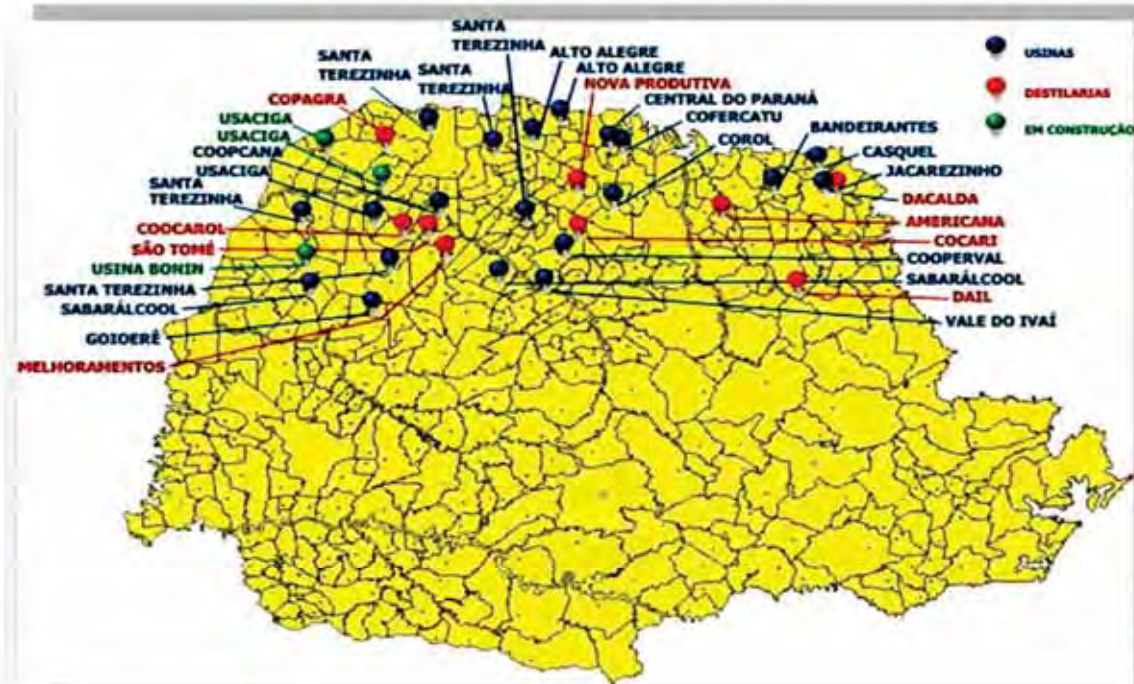 SANTA
TEREZINHA
SANTA
TEREZINHA
SANTA
TEREZINHA
ALTO ALEGRE
ALTO ALEGRE
NOVA PRODUTIVA
CENTRAL DO PARANÁ
COFERCATU
COROL
BANDEIRANTES
CASQUEL
JACAREZINHO
DACALDA
AMERICANA
COCARI
COOPERVAL
SABARÁLCOOL
DAIL
VALE DO IVAÍ
COPAGRA
USACIGA
USACIGA
COOPCANA
USACIGA
SANTA
TEREZINHA
COOCAROL
SÃO TOMÉ
USINA BONIN
SANTA TEREZINHA
SABARÁLCOOL
GOIOERÊ
MELHORAMENTOS
USINAS
DESTILARIAS
EM CONSTRUÇÃO